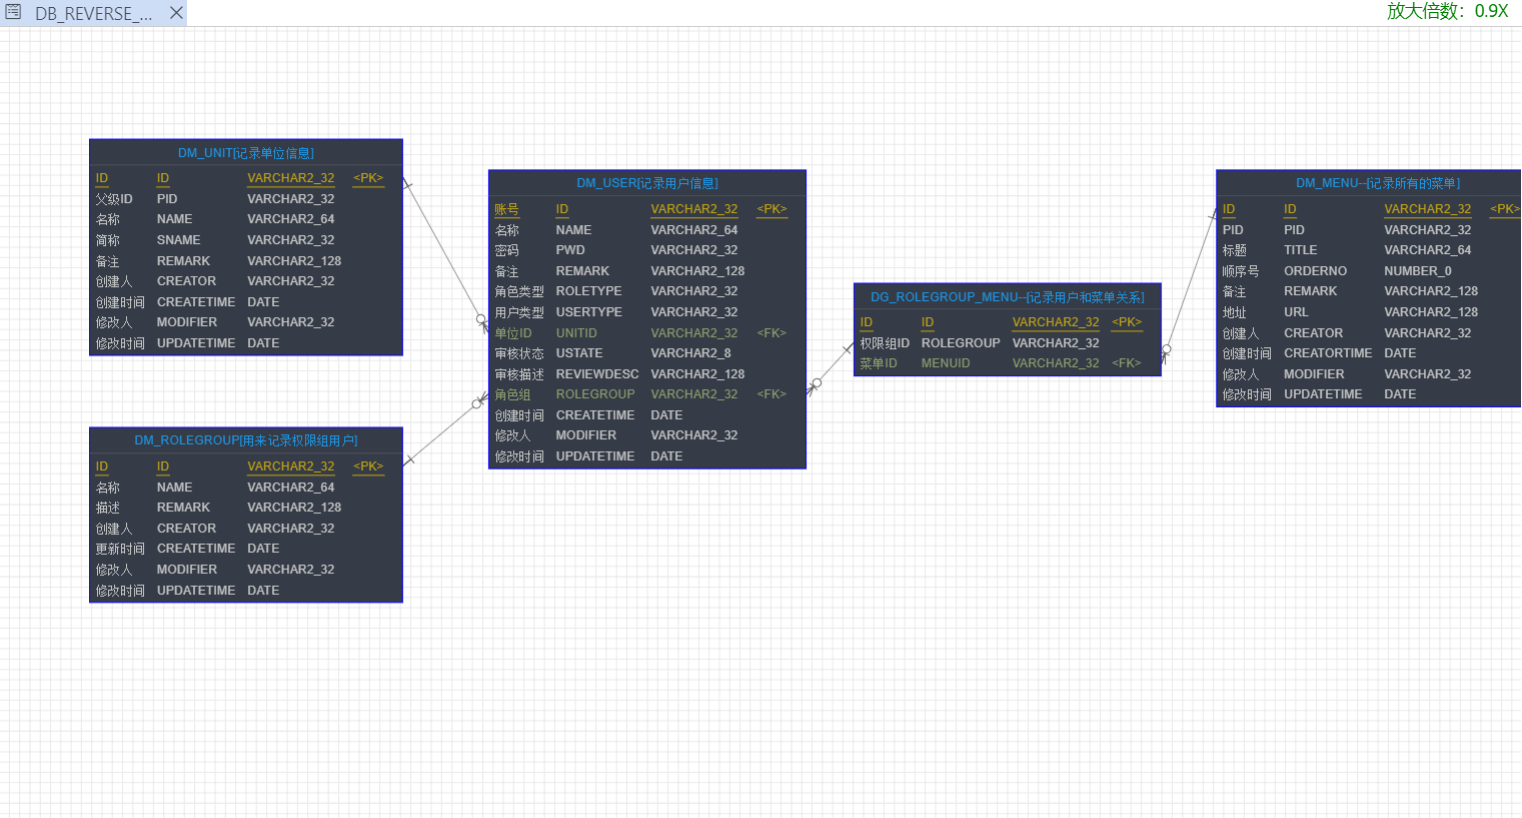 DB_REVERSE_...
放大倍数：0.9X
DM_UNIT[记录单位信息]
ID ID VARCHAR2_32 <PK>
父级ID PID VARCHAR2_32
名称 NAME VARCHAR2_64
简称 SNAME VARCHAR2_32
备注 REMARK VARCHAR2_128
创建人 CREATOR VARCHAR2_32
创建时间 CREATETIME DATE
修改人 MODIFIER VARCHAR2_32
修改时间 UPDATETIME DATE
DM_ROLEGROUP[用来记录权限组用户]
ID ID VARCHAR2_32 <PK>
名称 NAME VARCHAR2_64
描述 REMARK VARCHAR2_128
创建人 CREATOR VARCHAR2_32
更新时间 CREATETIME DATE
修改人 MODIFIER VARCHAR2_32
修改时间 UPDATETIME DATE
DM_USER[记录用户信息]
账号 ID VARCHAR2_32 <PK>
名称 NAME VARCHAR2_64
密码 PWD VARCHAR2_32
备注 REMARK VARCHAR2_128
角色类型 ROLETYPE VARCHAR2_32
用户类型 USERTYPE VARCHAR2_32
单位ID UNITID VARCHAR2_32 <FK>
审核状态 USTATE VARCHAR2_8
审核描述 REVIEWDESC VARCHAR2_128
角色组 ROLEGROUP VARCHAR2_32 <FK>
创建时间 CREATETIME DATE
修改人 MODIFIER VARCHAR2_32
修改时间 UPDATETIME DATE
DG_ROLEGROUP_MENU--[记录用户和菜单关系]
ID ID VARCHAR2_32 <PK>
权限组ID ROLEGROUP VARCHAR2_32
菜单ID MENUID VARCHAR2_32 <FK>
DM_MENU--[记录所有的菜单]
ID ID VARCHAR2_32 <PK>
PID PID VARCHAR2_32
标题 TITLE VARCHAR2_64
顺序号 ORDERNO NUMBER_0
备注 REMARK VARCHAR2_128
地址 URL VARCHAR2_128
创建人 CREATOR VARCHAR2_32
创建时间 CREATORTIME DATE
修改人 MODIFIER VARCHAR2_32
修改时间 UPDATETIME DATE